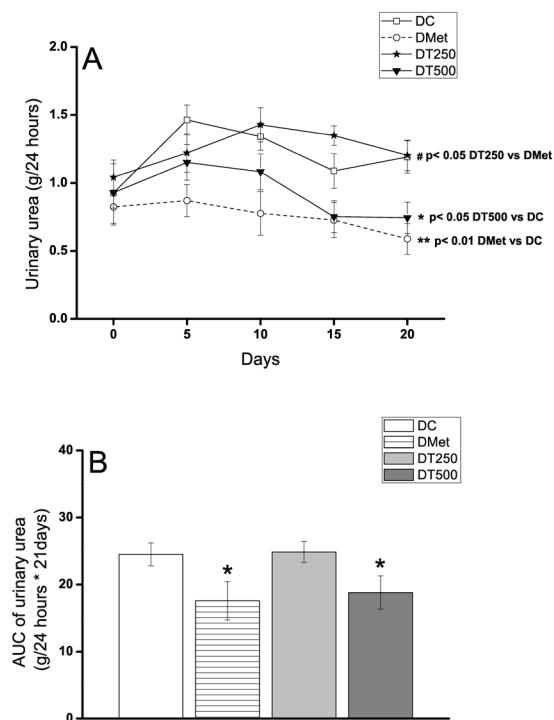 DC
DMet
DT250
DT500
A
2.0
1.5
1.0
0.5
0.0
Urinary urea (g/24 hours)
# p< 0.05 DT250 vs DMet
* p< 0.05 DT500 vs DC
** p< 0.01 DMet vs DC
0 5 10 15 20
Days
DC
DMet
DT250
DT500
B
40
30
20
10
0
AUC of urinary urea
(g/24 hours * 21days)
* *